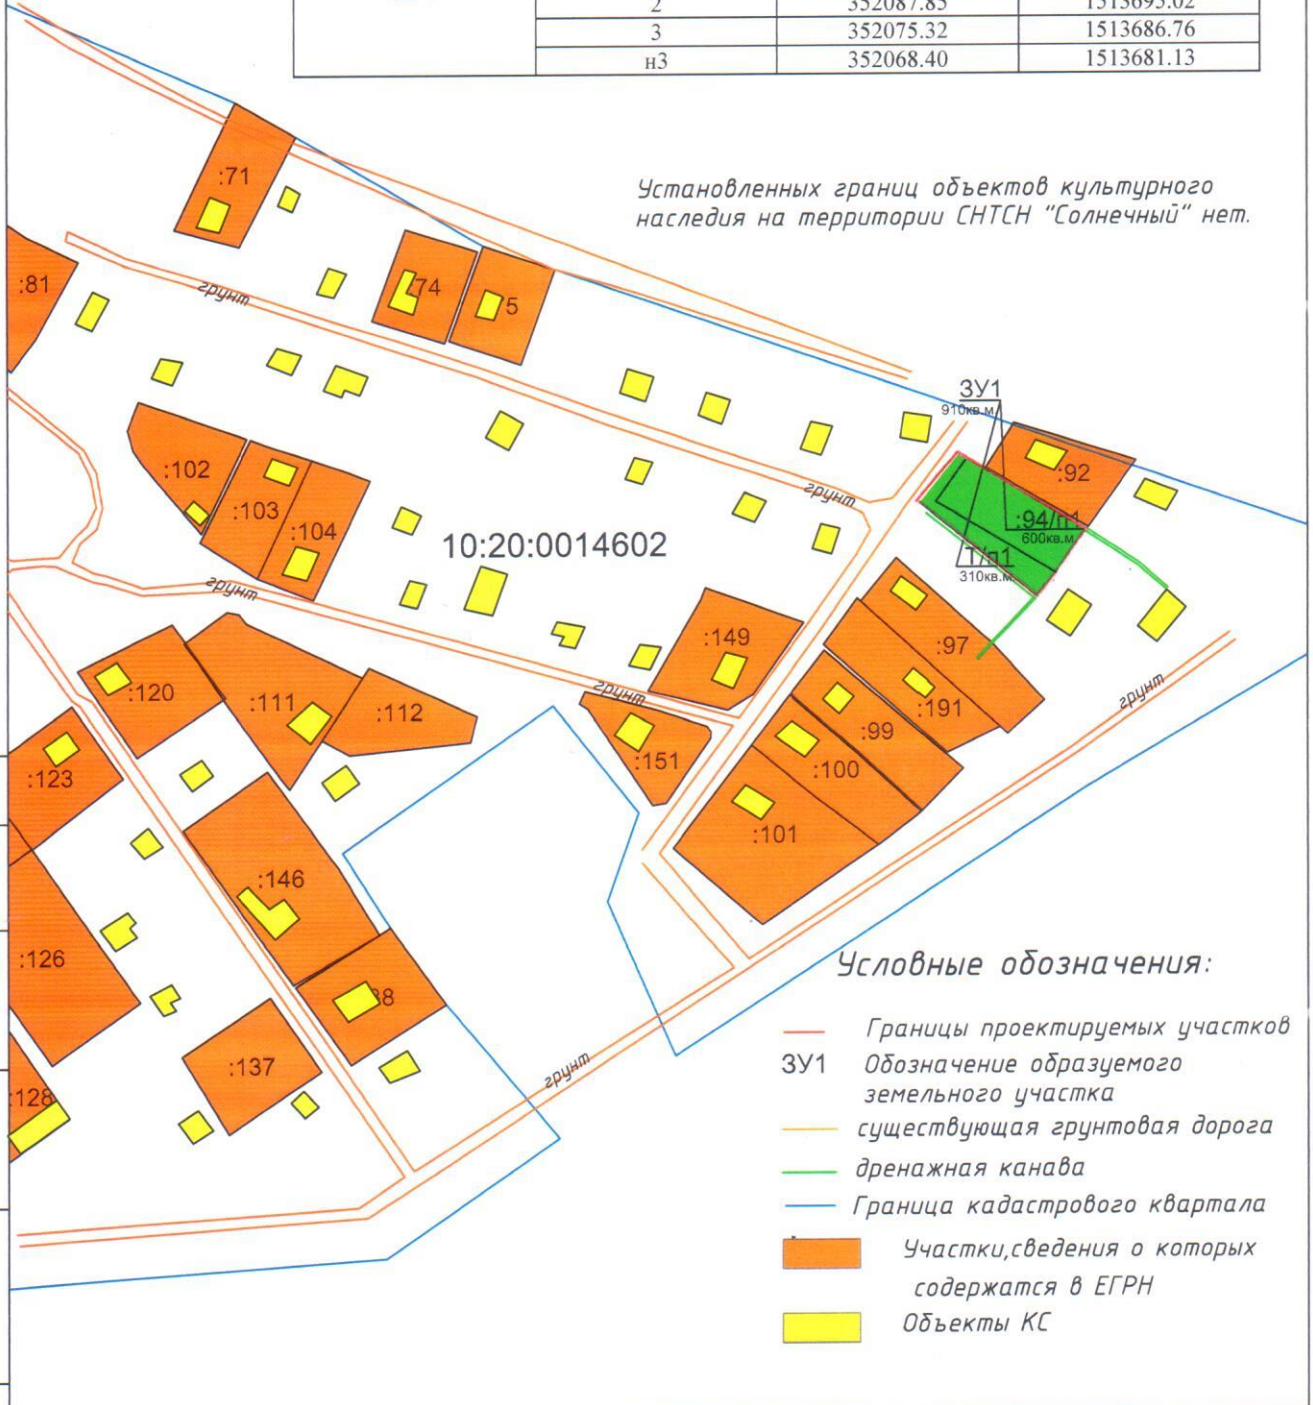 2 352087.85 1513695.02
3 352075.32 1513686.76
н3 352068.40 1513681.13
Установленных границ объектов культурного
наследия на территории СНТСН "Солнечный" нет.
:71
:81
грунт
74
5
ЗУ1
910кв.м.
:92
:102
:103
:104
грунт
:94/п1
600кв.м.
10:20:0014602
Т/п1
310кв.м.
грунт
:149
:97
:120
:111
:112
грунт
:191
грунт
:99
:151
:100
:123
:101
:146
:126
Условные обозначения:
:137
грунт
:128
Границы проектируемых участков
ЗУ1 Обозначение образуемого
земельного участка
существующая грунтовая дорога
дренажная канава
Граница кадастрового квартала
Участки,сведения о которых
содержатся в ЕГРН
Объекты КС